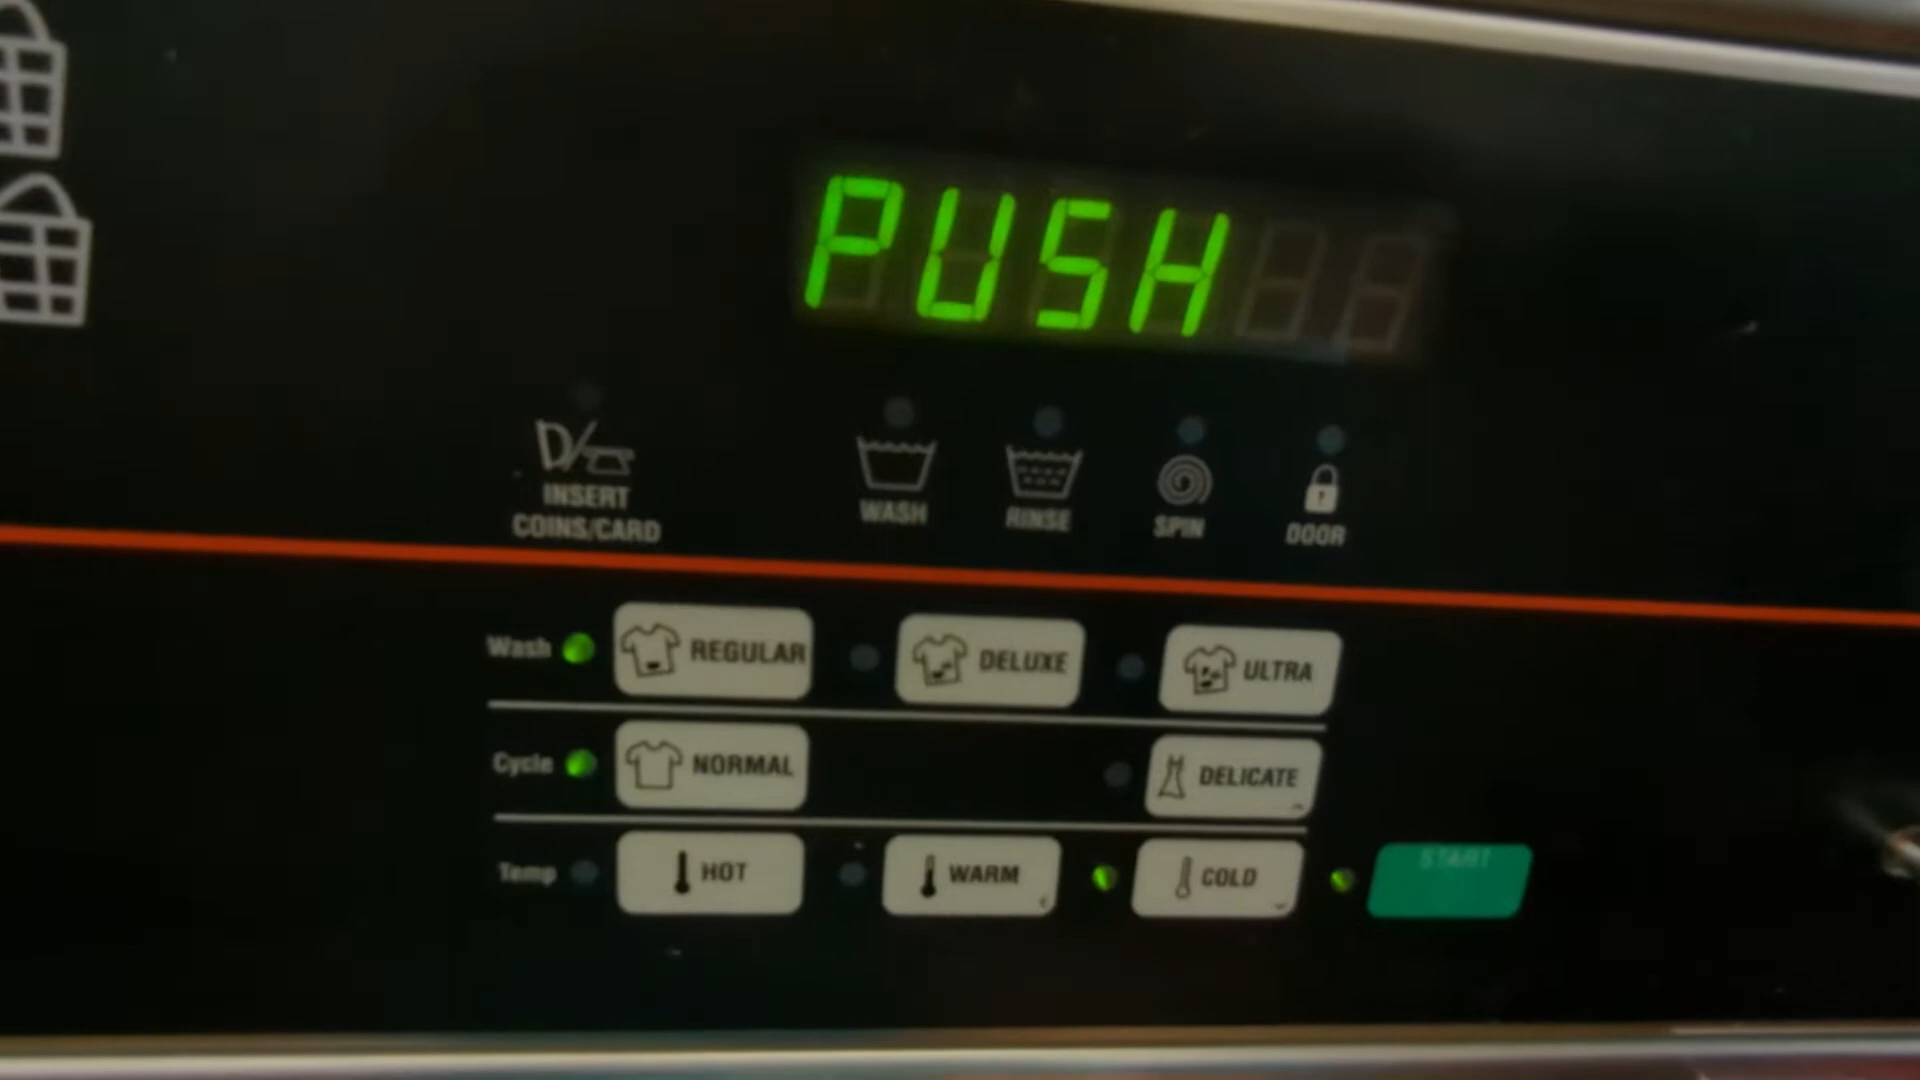 PUSH
INSERT
COINS/CARD
WASH
RINSE
SPIN
DOOR
Wash
REGULAR
DELUXE
ULTRA
Cycle
NORMAL
DELICATE
Temp
HOT
WARM
COLD
START